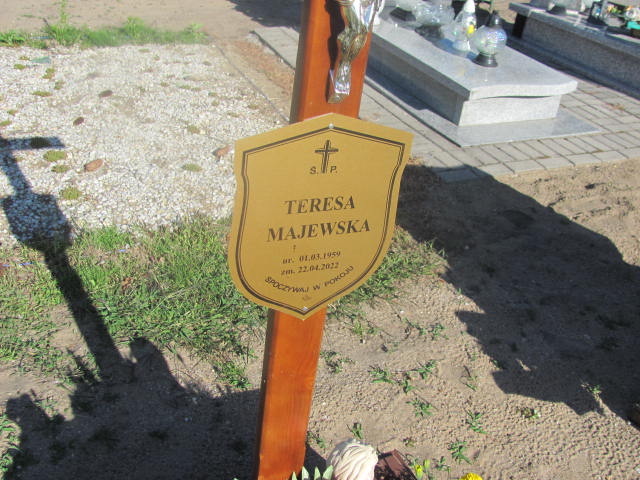 Ś. P.
TERESA
MAJEWSKA
ur. 01.03.1959
zm. 22.04.2022
SPOCZYWAJ W POKOJU